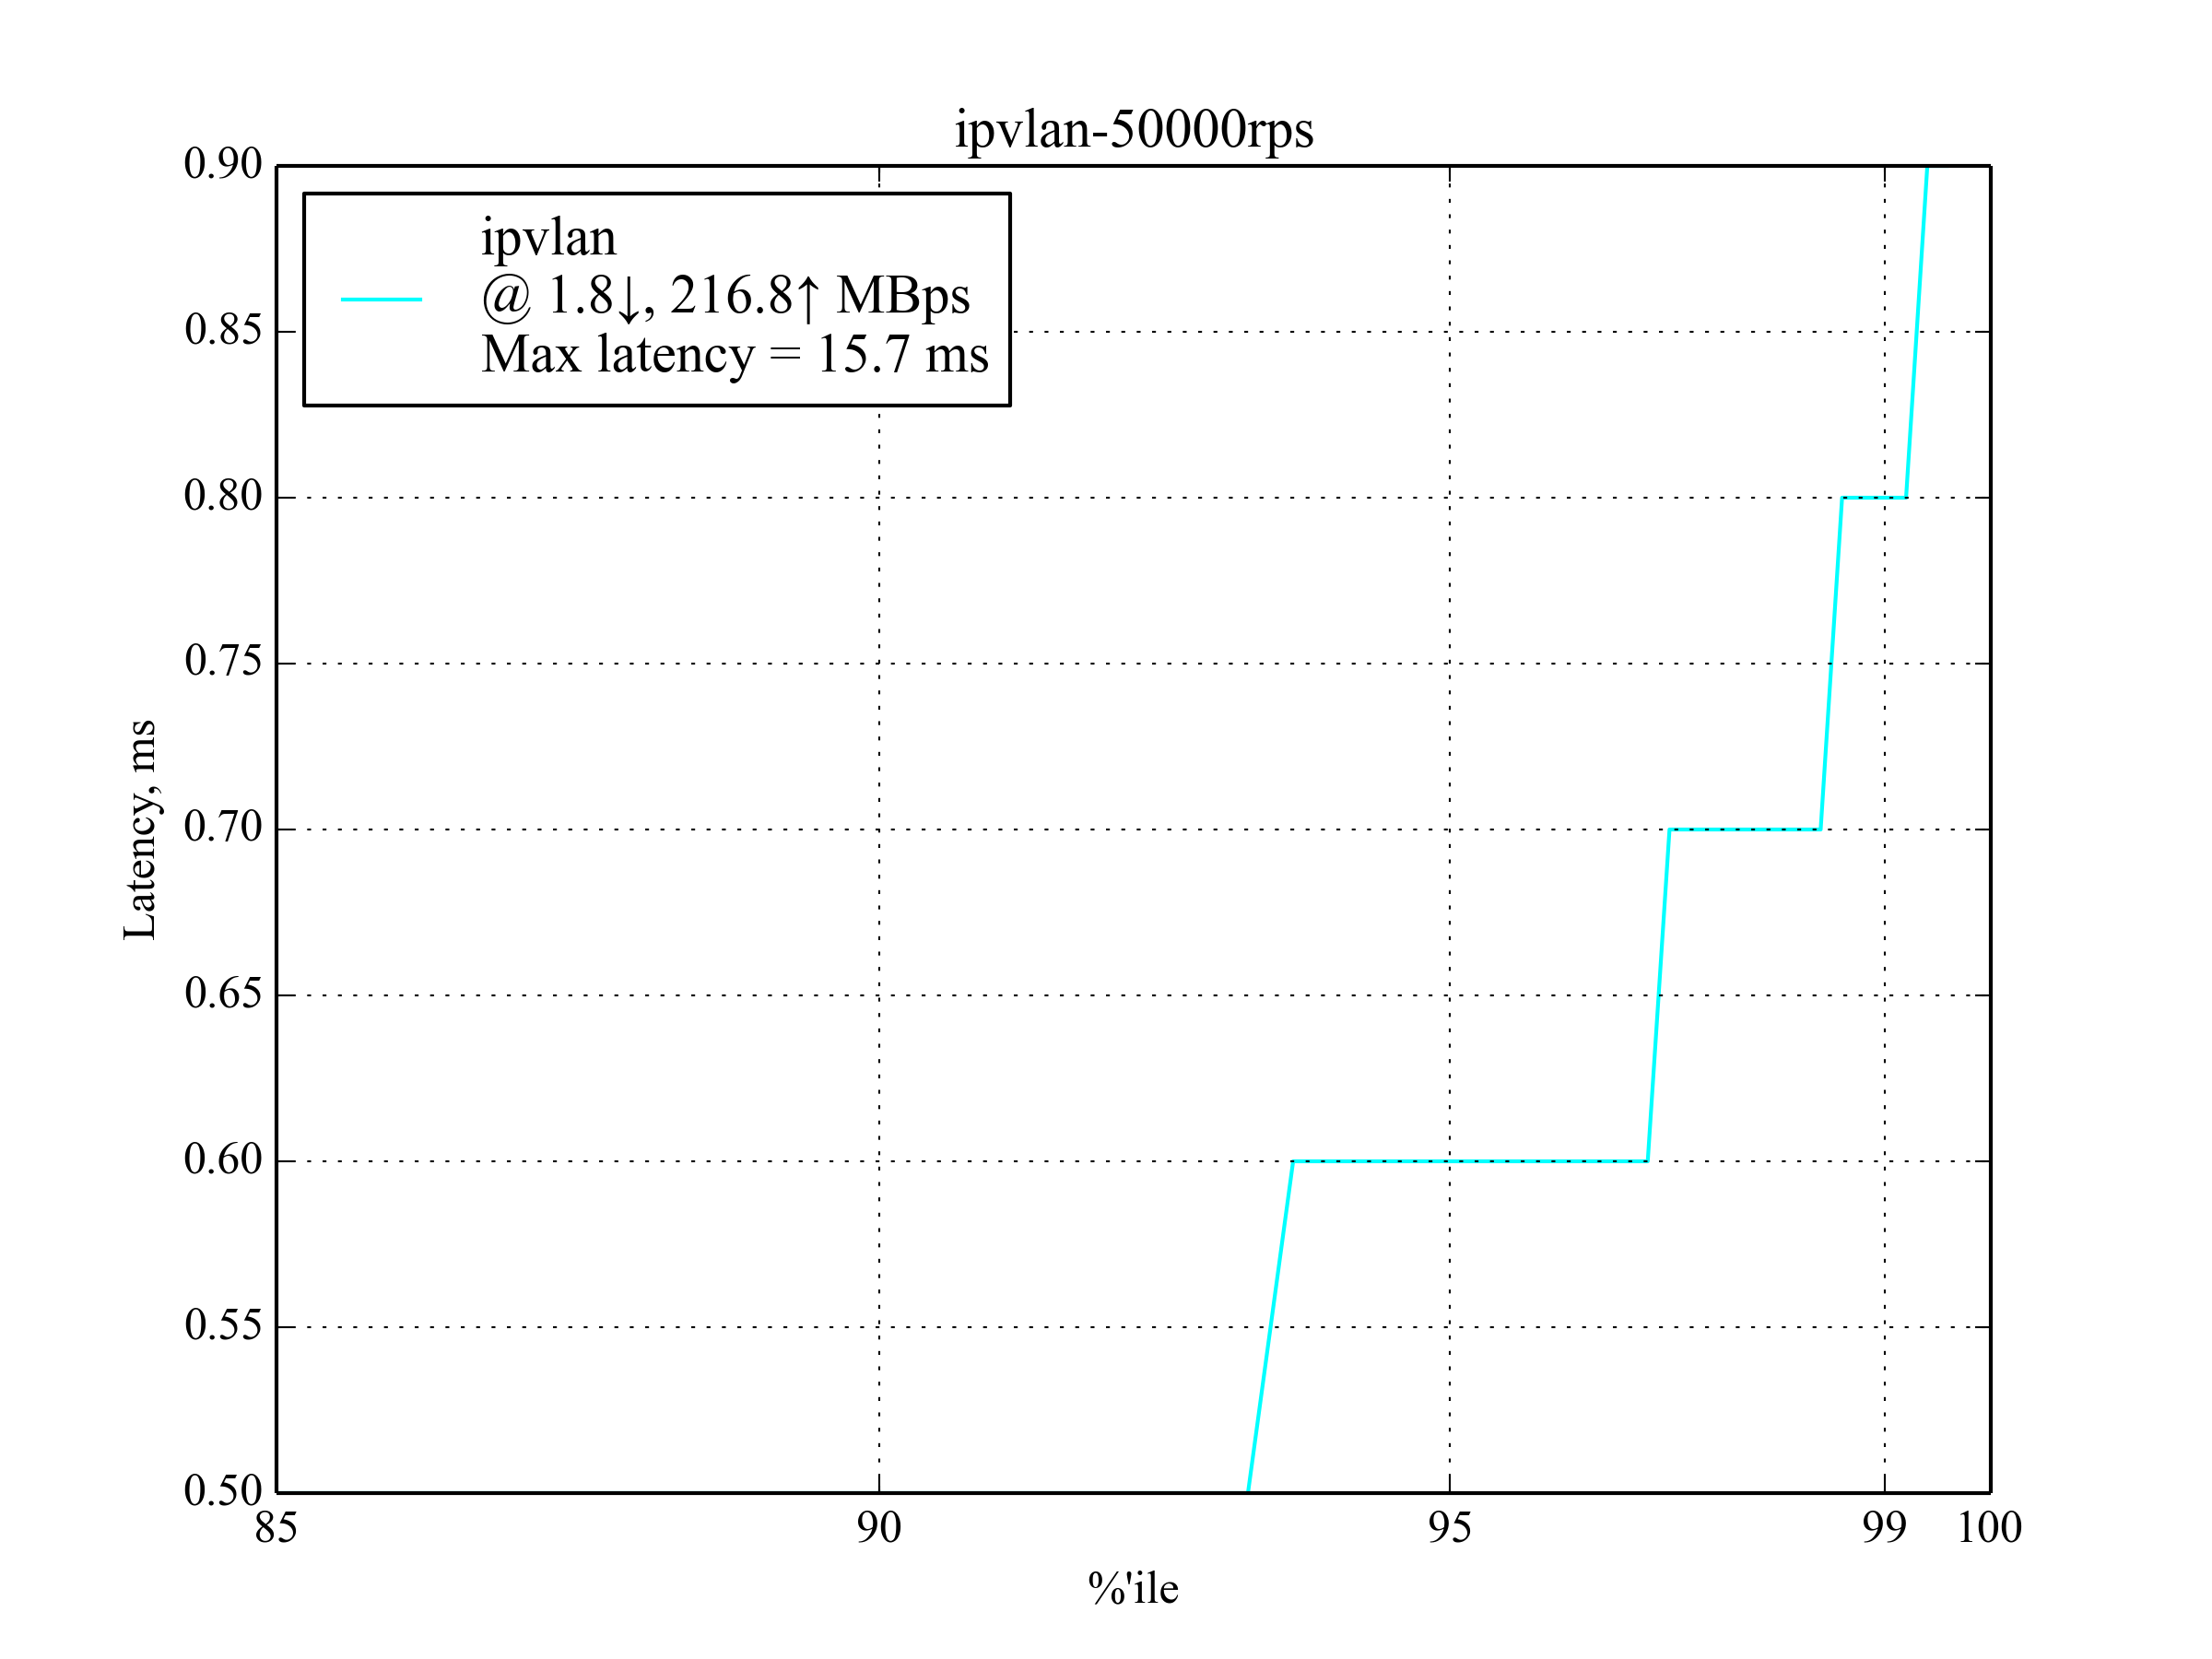 ipvlan-50000rps
ipvlan
@ 1.8↓, 216.8↑ MBps
Max latency = 15.7 ms
0.90
0.85
0.80
0.75
0.70
0.65
0.60
0.55
0.50
Latency, ms
85 90 95 99 100
%'ile